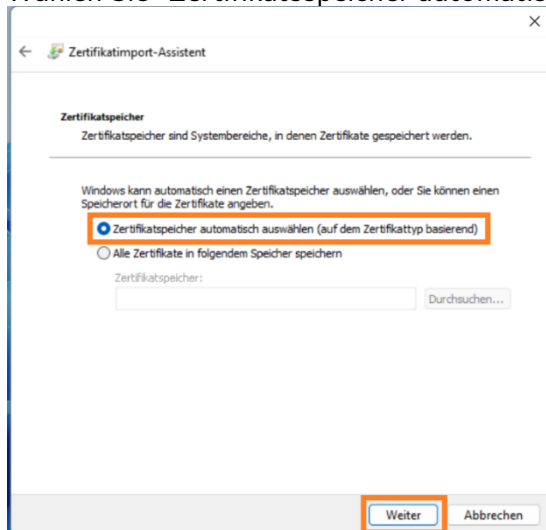 Zertifikatimport-Assistent
Zertifikatspeicher
Zertifikatspeicher sind Systembereiche, in denen Zertifikate gespeichert werden.
Windows kann automatisch einen Zertifikatspeicher auswählen, oder Sie können einen
Speicherort für die Zertifikate angeben.
Zertifikatspeicher automatisch auswählen (auf dem Zertifikattyp basierend)
Alle Zertifikate in folgendem Speicher speichern
Zertifikatspeicher:
Durchsuchen...
Weiter Abbrechen